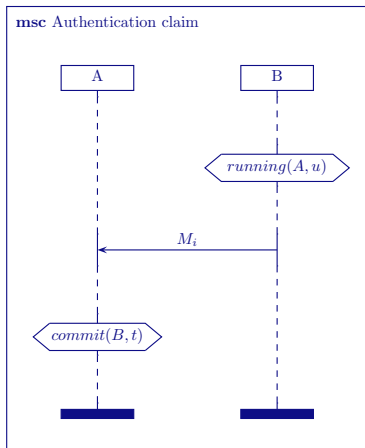 msc Authentication claim
A
B
running(A, u)
M_i
commit(B, t)